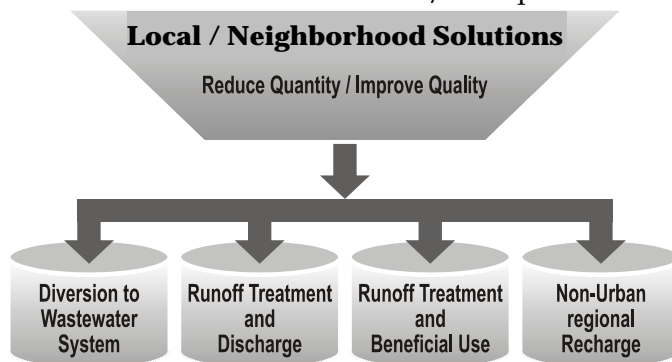 Local / Neighborhood Solutions
Reduce Quantity / Improve Quality
Diversion to
Wastewater
System
Runoff Treatment
and
Discharge
Runoff Treatment
and
Beneficial Use
Non-Urban
regional
Recharge